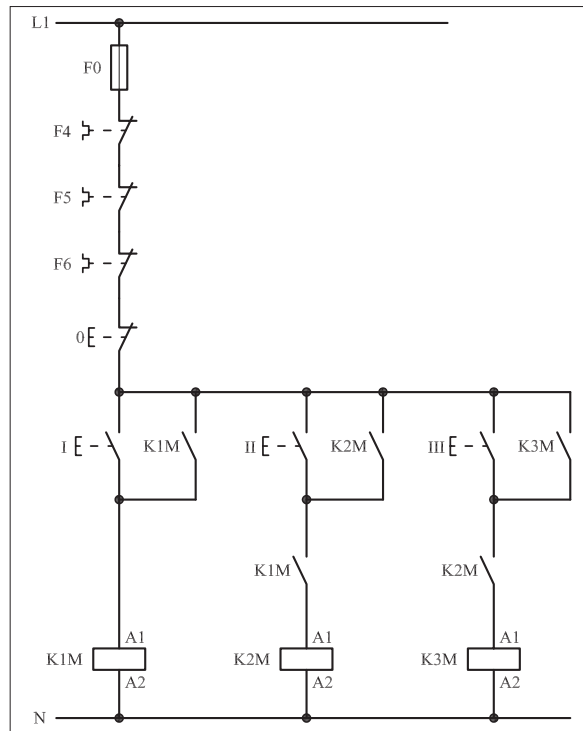 L1
F0
F4
F5
F6
0
I K1M II K2M III K3M
K1M K2M
A1 A1 A1
K1M K2M K3M
A2 A2 A2
N